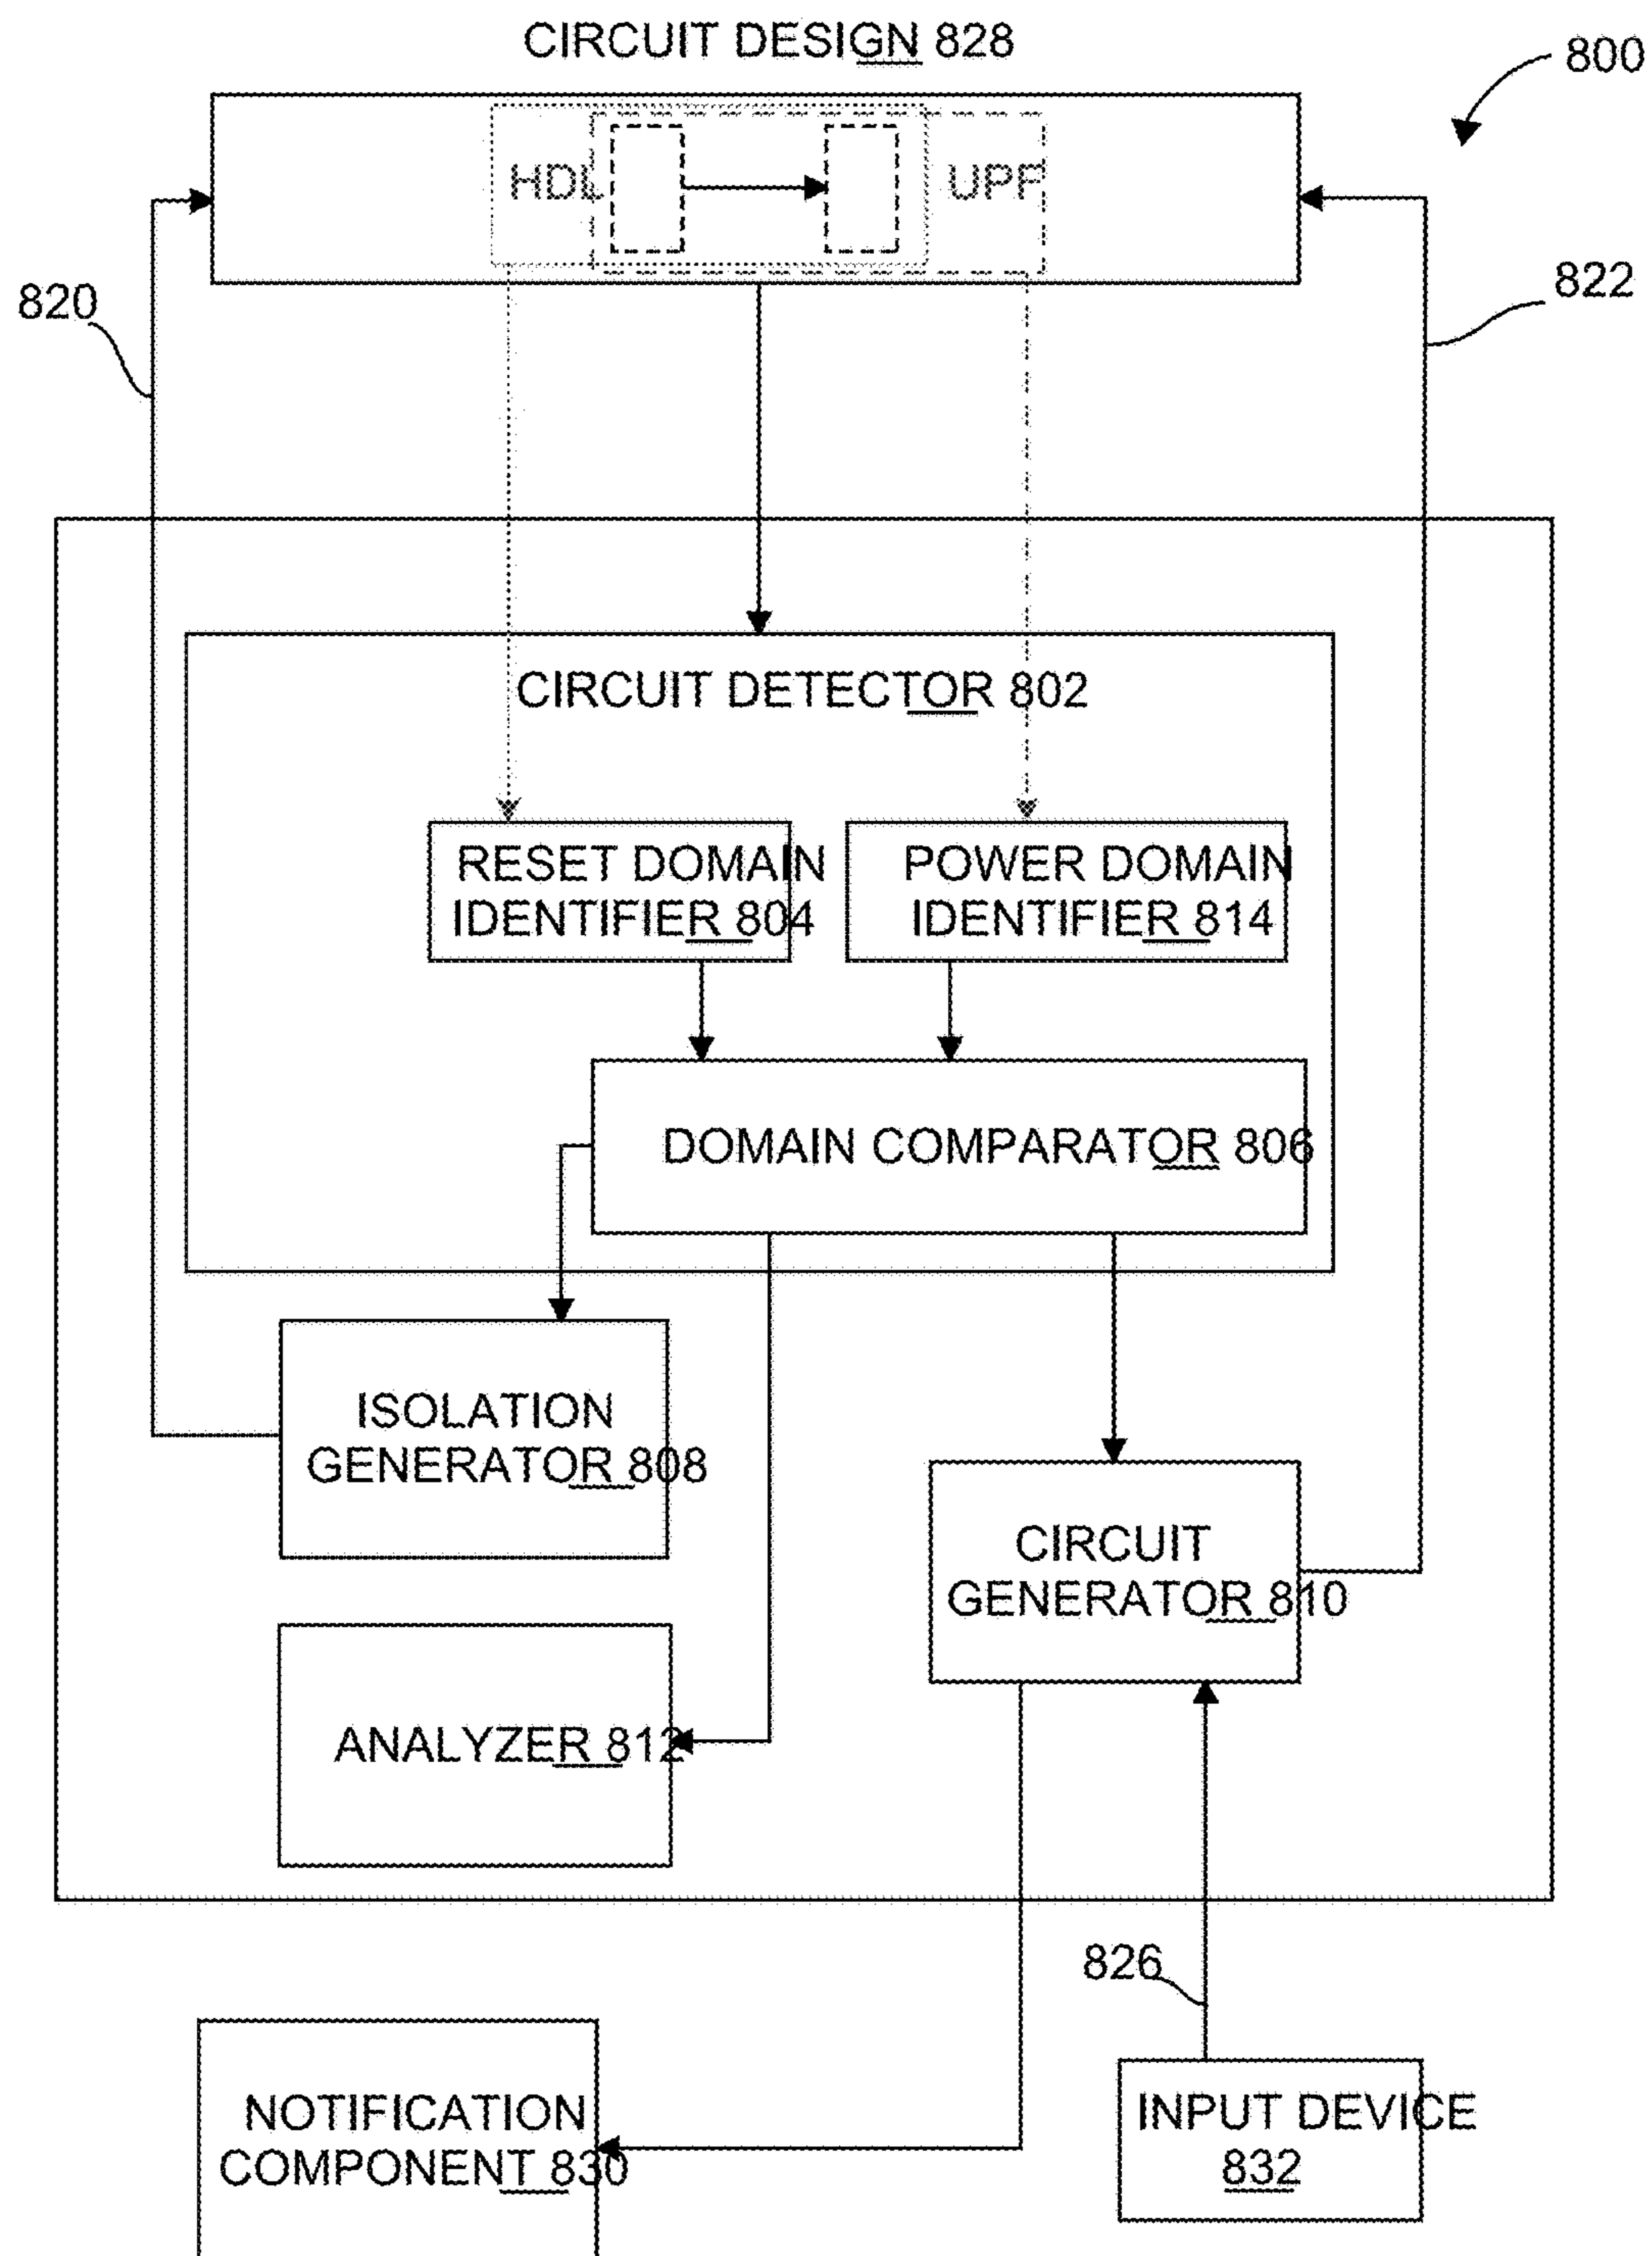 CIRCUIT DESIGN 828
800
HDL
UPF
820
822
CIRCUIT DETECTOR 802
RESET DOMAIN
IDENTIFIER 804
POWER DOMAIN
IDENTIFIER 814
DOMAIN COMPARATOR 806
ISOLATION
GENERATOR 808
CIRCUIT
GENERATOR 810
ANALYZER 812
826
NOTIFICATION
COMPONENT 830
INPUT DEVICE
832